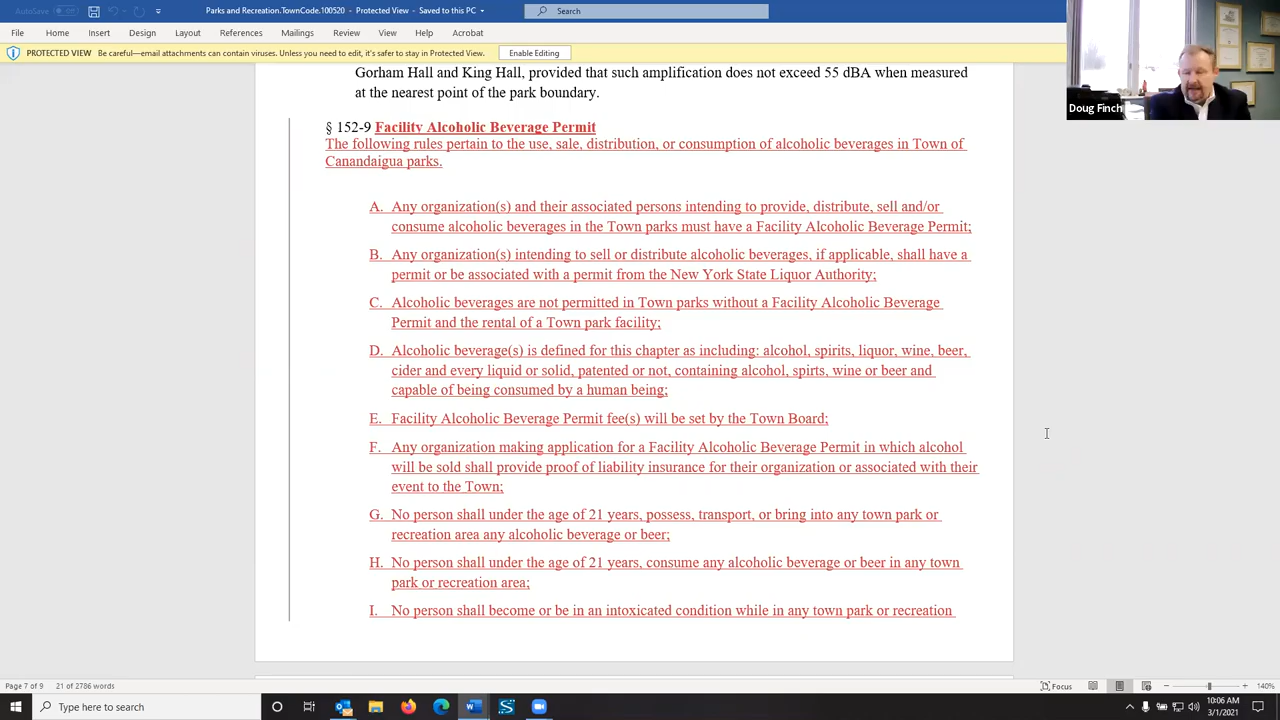 AutoSave Off
Parks and Recreation.TownCode.100520 - Protected View - Saved to this PC
Search
File Home Insert Design Layout References Mailings Review View Help Acrobat
PROTECTED VIEW Be careful—email attachments can contain viruses. Unless you need to edit, it's safer to stay in Protected View. Enable Editing
Doug Finch
Gorham Hall and King Hall, provided that such amplification does not exceed 55 dBA when measured
at the nearest point of the park boundary.
§ 152-9 Facility Alcoholic Beverage Permit
The following rules pertain to the use, sale, distribution, or consumption of alcoholic beverages in Town of
Canandaigua parks.
A. Any organization(s) and their associated persons intending to provide, distribute, sell and/or
consume alcoholic beverages in the Town parks must have a Facility Alcoholic Beverage Permit;
B. Any organization(s) intending to sell or distribute alcoholic beverages, if applicable, shall have a
permit or be associated with a permit from the New York State Liquor Authority;
C. Alcoholic beverages are not permitted in Town parks without a Facility Alcoholic Beverage
Permit and the rental of a Town park facility;
D. Alcoholic beverage(s) is defined for this chapter as including: alcohol, spirits, liquor, wine, beer,
cider and every liquid or solid, patented or not, containing alcohol, spirts, wine or beer and
capable of being consumed by a human being;
E. Facility Alcoholic Beverage Permit fee(s) will be set by the Town Board;
F. Any organization making application for a Facility Alcoholic Beverage Permit in which alcohol
will be sold shall provide proof of liability insurance for their organization or associated with their
event to the Town;
G. No person shall under the age of 21 years, possess, transport, or bring into any town park or
recreation area any alcoholic beverage or beer;
H. No person shall under the age of 21 years, consume any alcoholic beverage or beer in any town
park or recreation area;
I. No person shall become or be in an intoxicated condition while in any town park or recreation
Page 7 of 9 21 of 2786 words Focus 140%
Type here to search
10:06 AM
3/1/2021